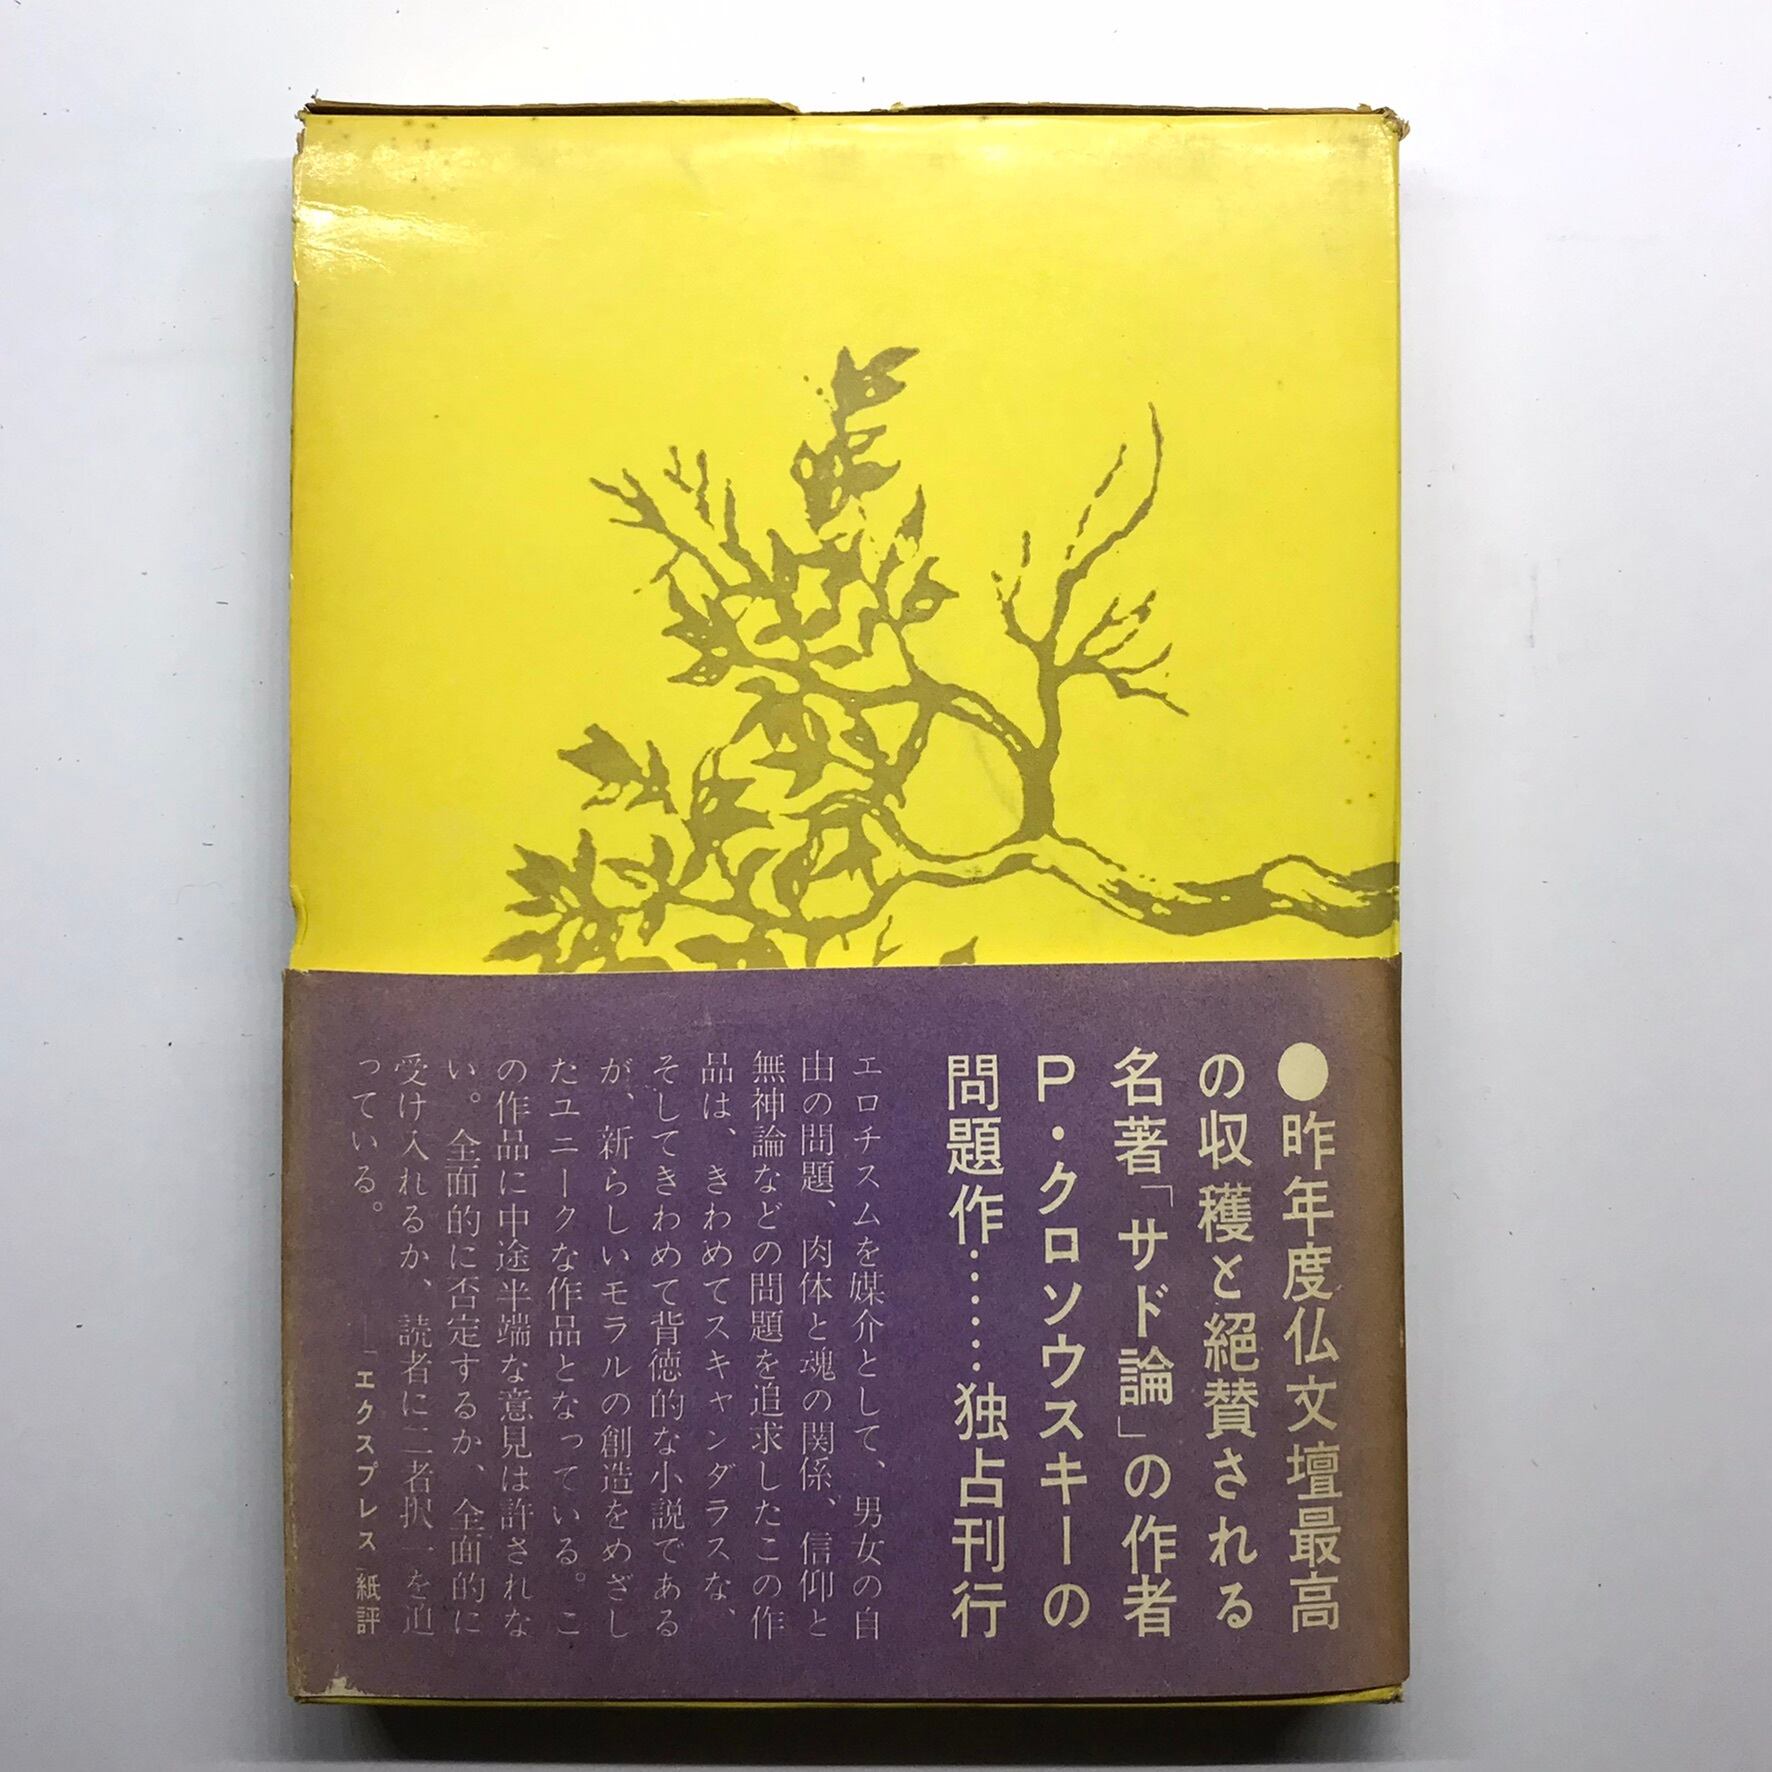 ●昨年度仏文壇最高
の収穫と絶賛される
名著「サド論」の作者
P・クロソウスキーの
問題作……独占刊行
エロチスムを媒介として、男女の自
由の問題、肉体と魂の関係、信仰と
無神論などの問題を追求したこの作
品は、きわめてスキャンダラスな、
そしてきわめて背徳的な小説である
が、新らしいモラルの創造をめざし
たユニークな作品となっている。こ
の作品に中途半端な意見は許されな
い。全面的に否定するか、全面的に
受け入れるか、読者に二者択一を迫
っている。
―「エクスプレス」紙評